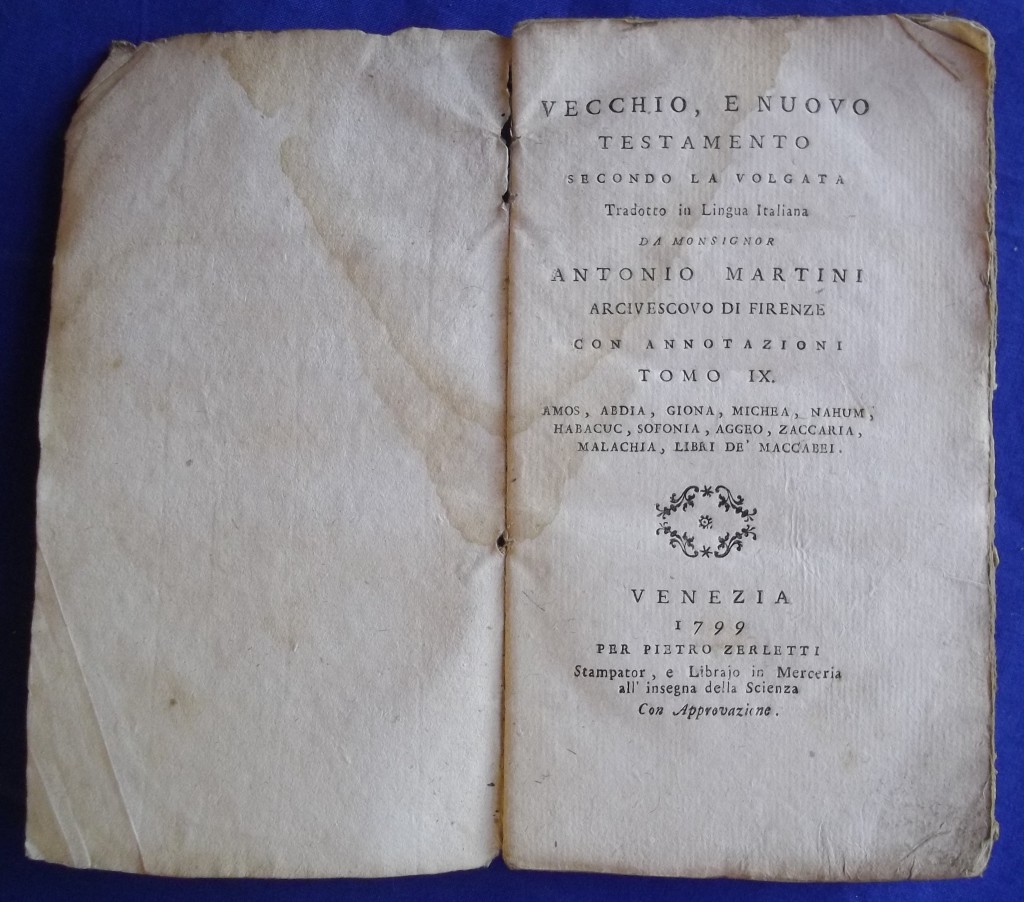 VECCHIO, E NUOVO
TESTAMENTO
SECONDO LA VOLGATA
Tradotto in Lingua Italiana
DA MONSIGNOR
ANTONIO MARTINI
ARCIVESCOVO DI FIRENZE
CON ANNOTAZIONI
TOMO IX.
AMOS, ABDIA, GIONA, MICHEA, NAHUM,
HABACUC, SOFONIA, AGGEO, ZACCARIA,
MALACHIA, LIBRI DE' MACCABEI.
VENEZIA
1799
PER PIETRO ZERLETTI
Stampator, e Librajo in Merceria
all' insegna della Scienza
Con Approvazione.